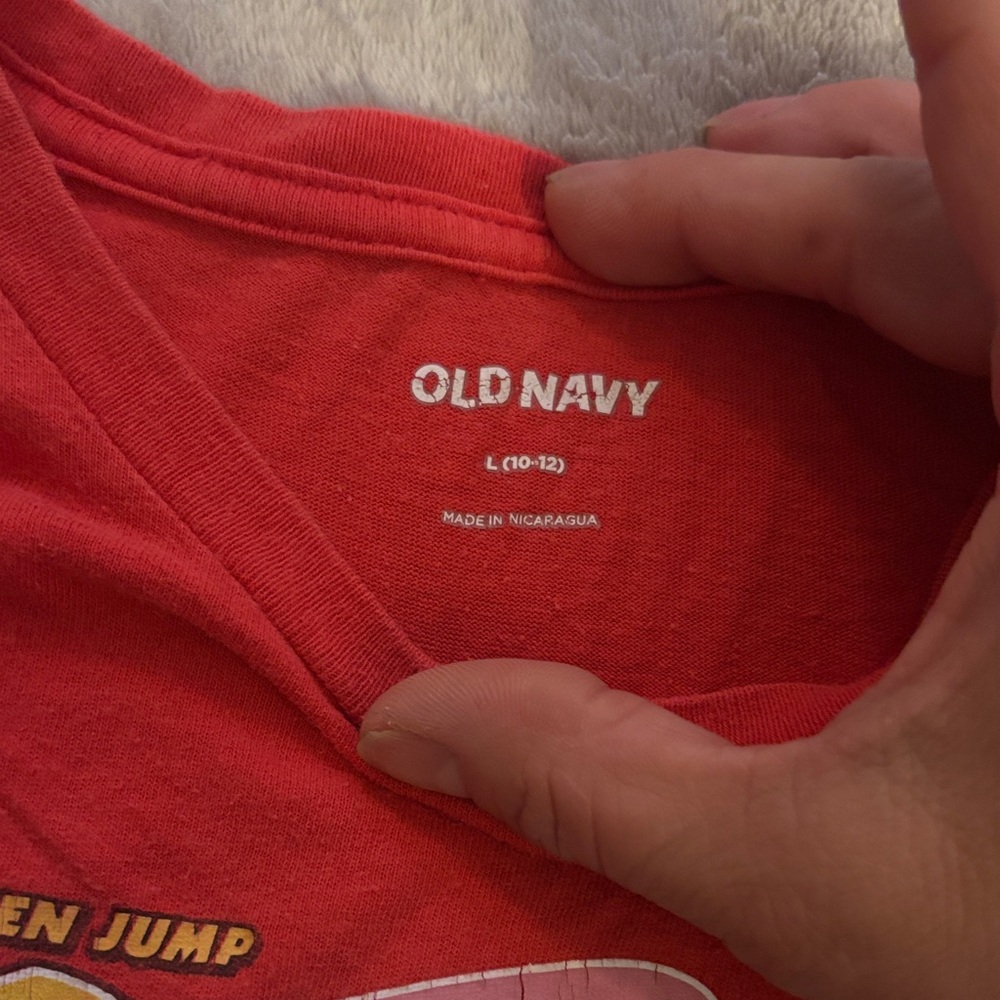 OLD NAVY
L (10-12)
MADE IN NICARAGUA
EN JUMP